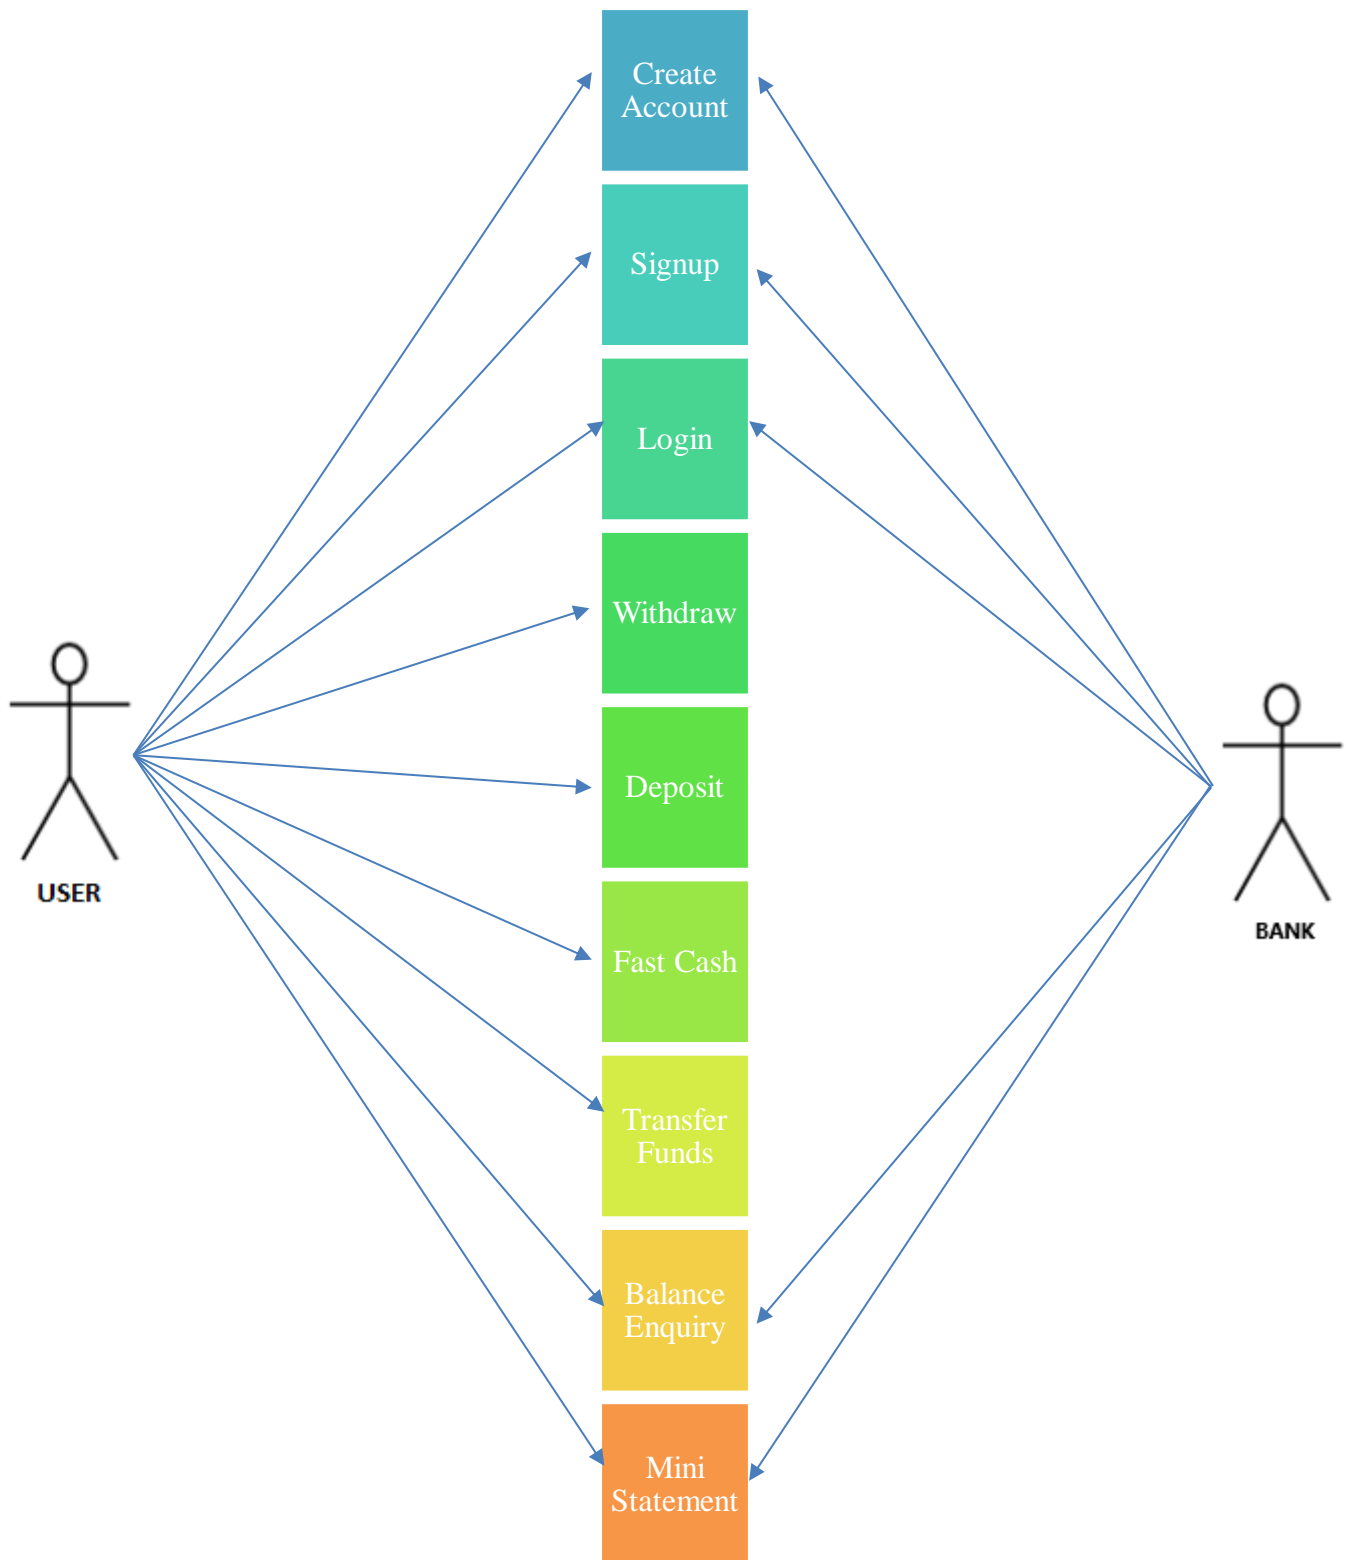 Create
Account
Signup
Login
Withdraw
Deposit
USER
BANK
Fast Cash
Transfer
Funds
Balance
Enquiry
Mini
Statement